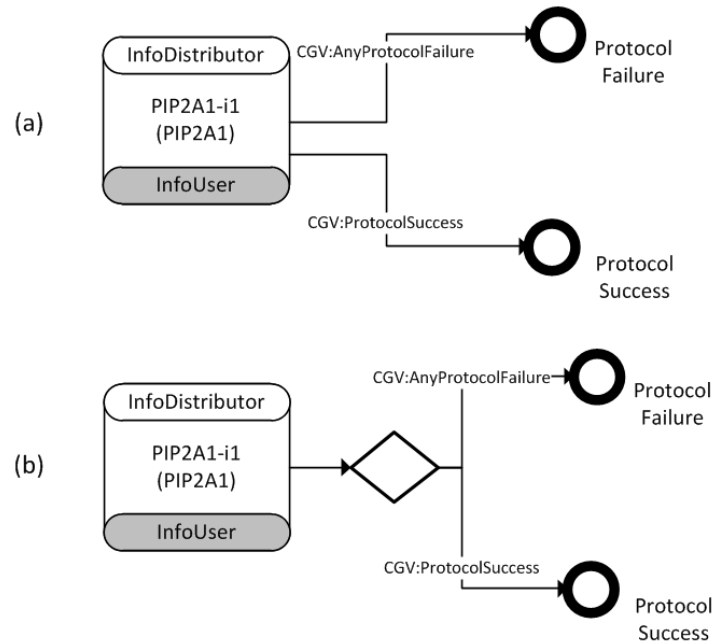 InfoDistributor
CGV:AnyProtocolFailure
Protocol
Failure
PIP2A1-i1
(PIP2A1)
(a)
InfoUser
CGV:ProtocolSuccess
Protocol
Success
CGV:AnyProtocolFailure
Protocol
Failure
InfoDistributor
PIP2A1-i1
(PIP2A1)
(b)
InfoUser
CGV:ProtocolSuccess
Protocol
Success